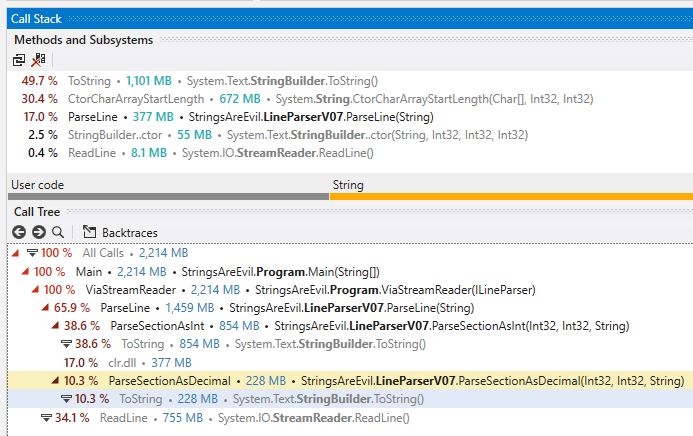 Call Stack
Methods and Subsystems
49.7 % ToString • 1,101 MB • System.Text.StringBuilder.ToString()
30.4 % CtorCharArrayStartLength • 672 MB • System.String.CtorCharArrayStartLength(Char[], Int32, Int32)
17.0 % ParseLine • 377 MB • StringsAreEvil.LineParserV07.ParseLine(String)
2.5 % StringBuilder..ctor • 55 MB • System.Text.StringBuilder..ctor(String, Int32, Int32, Int32)
0.4 % ReadLine • 8.1 MB • System.IO.StreamReader.ReadLine()
User code String
Call Tree
Backtraces
100 % All Calls • 2,214 MB
100 % Main • 2,214 MB • StringsAreEvil.Program.Main(String[])
100 % ViaStreamReader • 2,214 MB • StringsAreEvil.Program.ViaStreamReader(ILineParser)
65.9 % ParseLine • 1,459 MB • StringsAreEvil.LineParserV07.ParseLine(String)
38.6 % ParseSectionAsInt • 854 MB • StringsAreEvil.LineParserV07.ParseSectionAsInt(Int32, Int32, String)
38.6 % ToString • 854 MB • System.Text.StringBuilder.ToString()
17.0 % clr.dll • 377 MB
10.3 % ParseSectionAsDecimal • 228 MB • StringsAreEvil.LineParserV07.ParseSectionAsDecimal(Int32, Int32, String)
10.3 % ToString • 228 MB • System.Text.StringBuilder.ToString()
34.1 % ReadLine • 755 MB • System.IO.StreamReader.ReadLine()